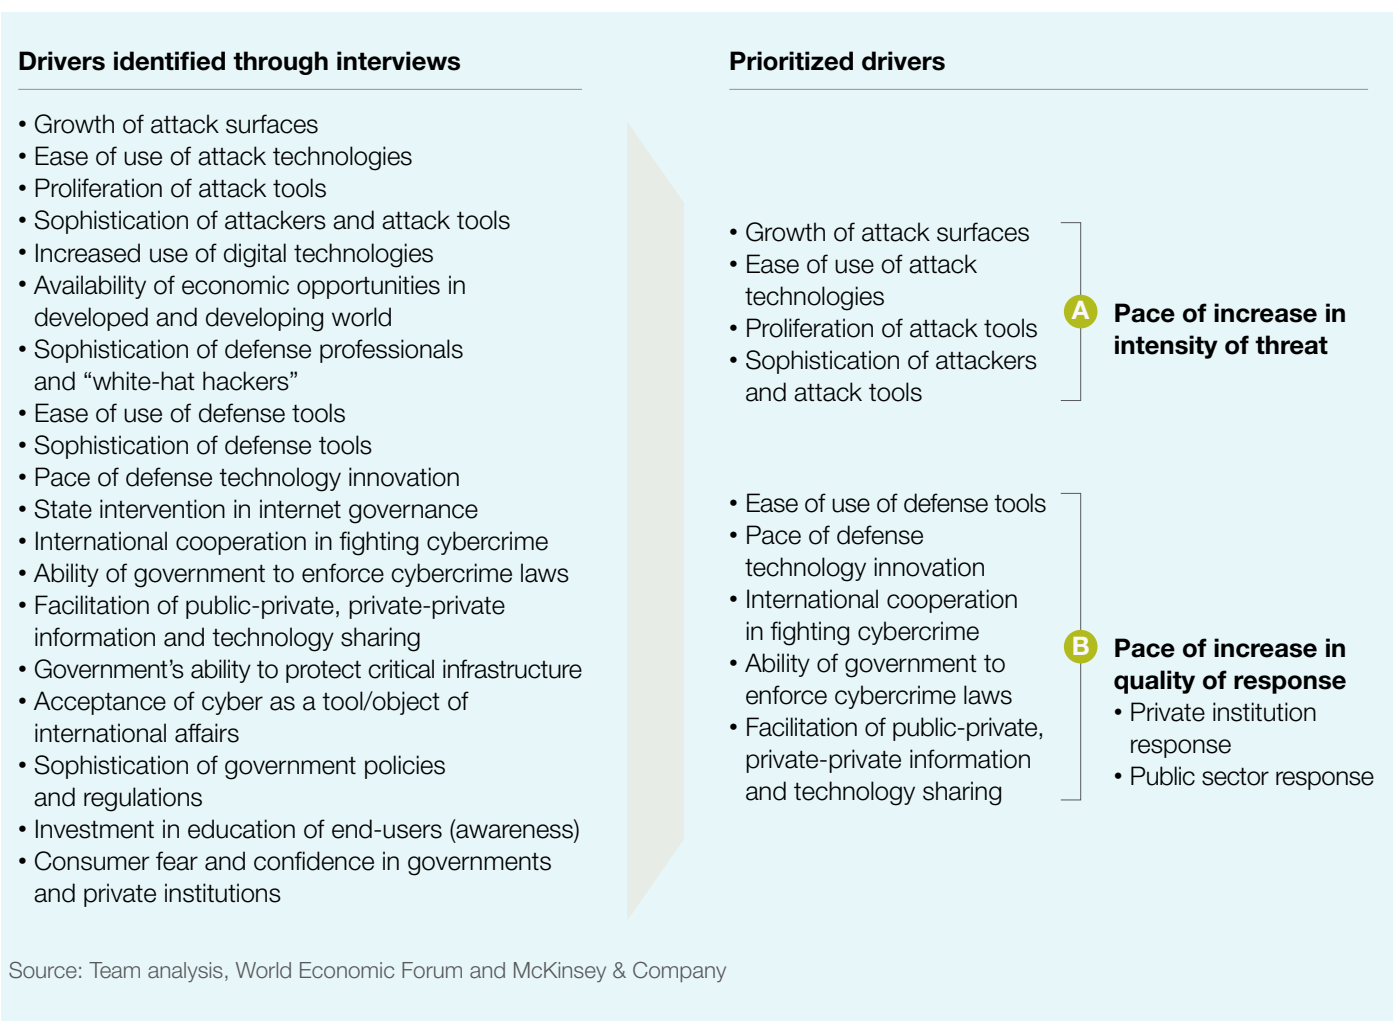 Drivers identified through interviews
• Growth of attack surfaces
• Ease of use of attack technologies
• Proliferation of attack tools
• Sophistication of attackers and attack tools
• Increased use of digital technologies
• Availability of economic opportunities in
developed and developing world
• Sophistication of defense professionals
and “white-hat hackers”
• Ease of use of defense tools
• Sophistication of defense tools
• Pace of defense technology innovation
• State intervention in internet governance
• International cooperation in fighting cybercrime
• Ability of government to enforce cybercrime laws
• Facilitation of public-private, private-private
information and technology sharing
• Government’s ability to protect critical infrastructure
• Acceptance of cyber as a tool/object of
international affairs
• Sophistication of government policies
and regulations
• Investment in education of end-users (awareness)
• Consumer fear and confidence in governments
and private institutions
Prioritized drivers
• Growth of attack surfaces
• Ease of use of attack
technologies
• Proliferation of attack tools
• Sophistication of attackers
and attack tools
A
Pace of increase in
intensity of threat
• Ease of use of defense tools
• Pace of defense
technology innovation
• International cooperation
in fighting cybercrime
• Ability of government to
enforce cybercrime laws
• Facilitation of public-private,
private-private information
and technology sharing
B
Pace of increase in
quality of response
• Private institution
response
• Public sector response
Source: Team analysis, World Economic Forum and McKinsey & Company